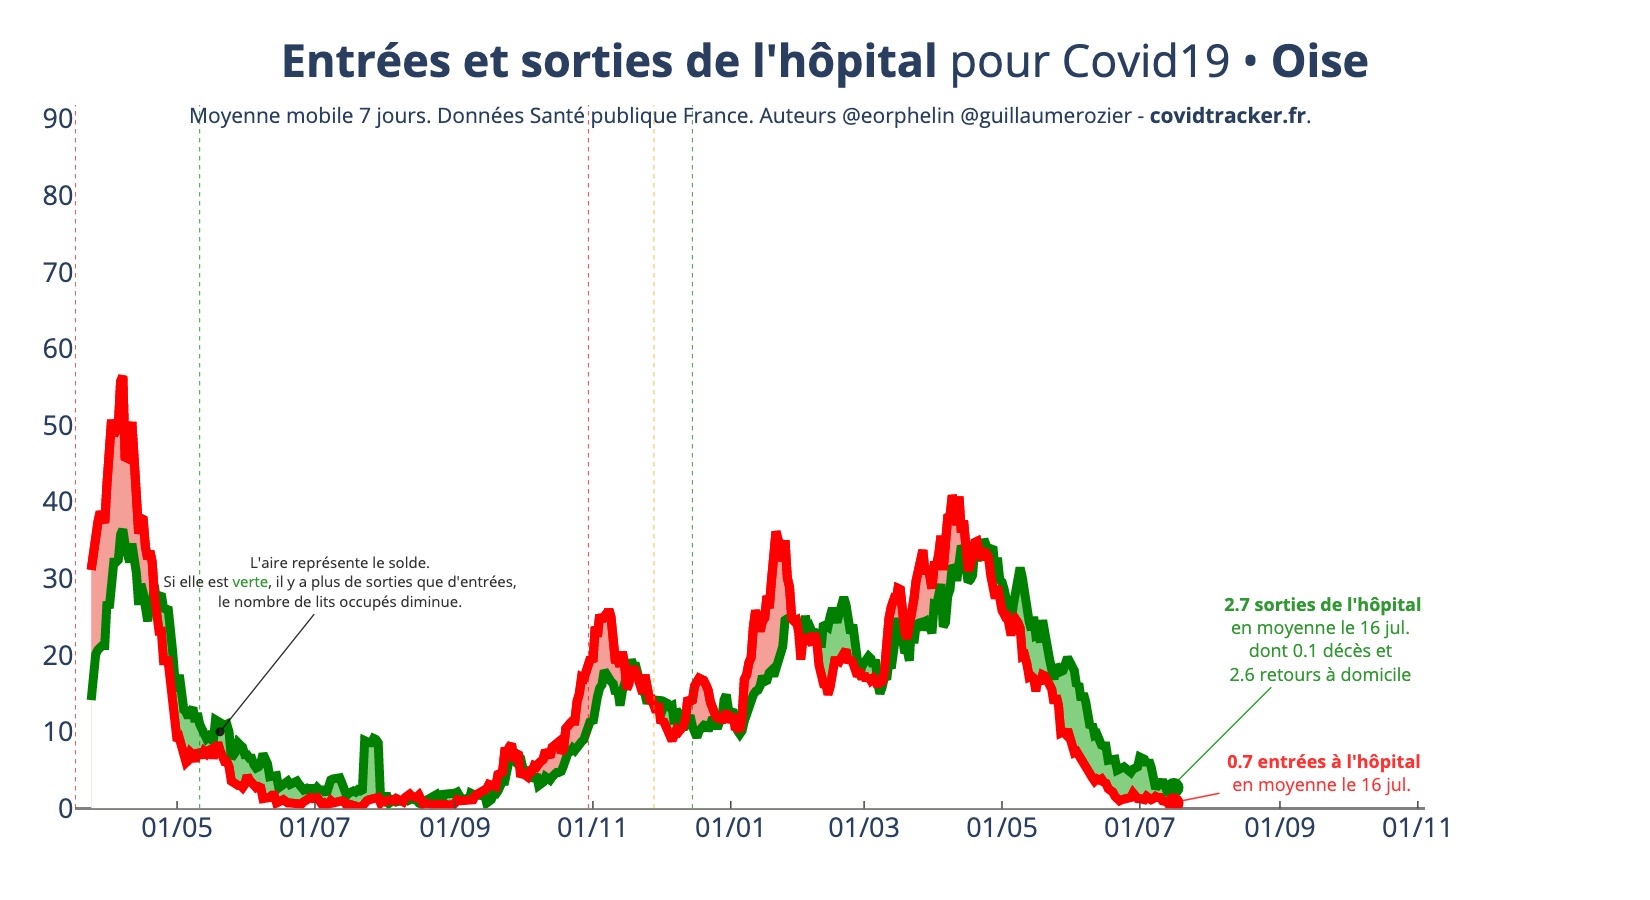 Entrées et sorties de l'hôpital pour Covid19 • Oise
Moyenne mobile 7 jours. Données Santé publique France. Auteurs @eorphelin @guillaumerozier - covidtracker.fr.
90
80
70
60
50
40
30
20
10
0
L'aire représente le solde.
Si elle est verte, il y a plus de sorties que d'entrées,
le nombre de lits occupés diminue.
2.7 sorties de l'hôpital
en moyenne le 16 jul.
dont 0.1 décès et
2.6 retours à domicile
0.7 entrées à l'hôpital
en moyenne le 16 jul.
01/05 01/07 01/09 01/11 01/01 01/03 01/05 01/07 01/09 01/11